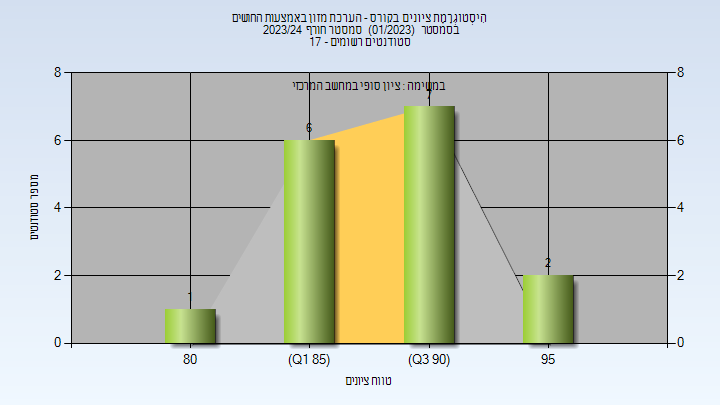 היסטוגרמת ציונים בקורס - הערכת מזון באמצעות החושים
בסמסטר (01/2023) סמסטר חורף 2023/24
סטודנטים רשומים - 17
במשימה : ציון סופי במחשב המרכזי
8
6
4
2
0
8
6
4
2
0
מספר סטודנטים
1
6
7
2
80
(Q1 85)
(Q3 90)
95
טווח ציונים